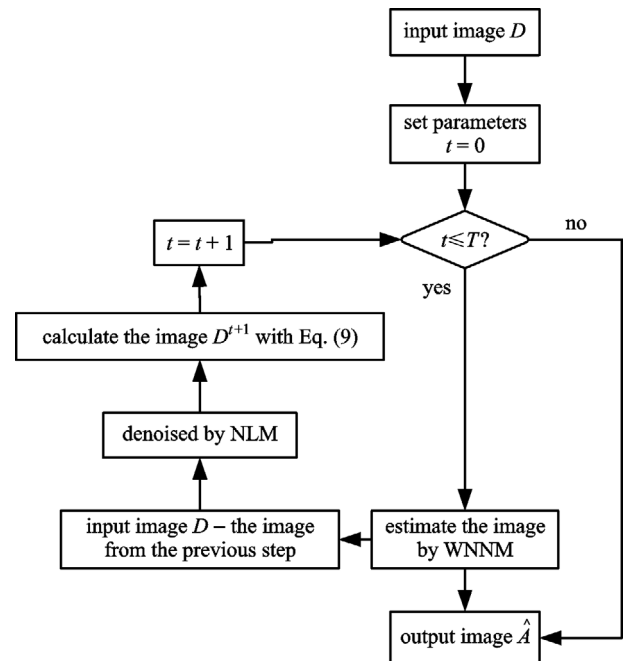 input image D
set parameters
t = 0
t ⩽ T?
no
yes
t = t + 1
calculate the image Dᵗ⁺¹ with Eq. (9)
denoised by NLM
input image D − the image
from the previous step
estimate the image
by WNNM
output image Â